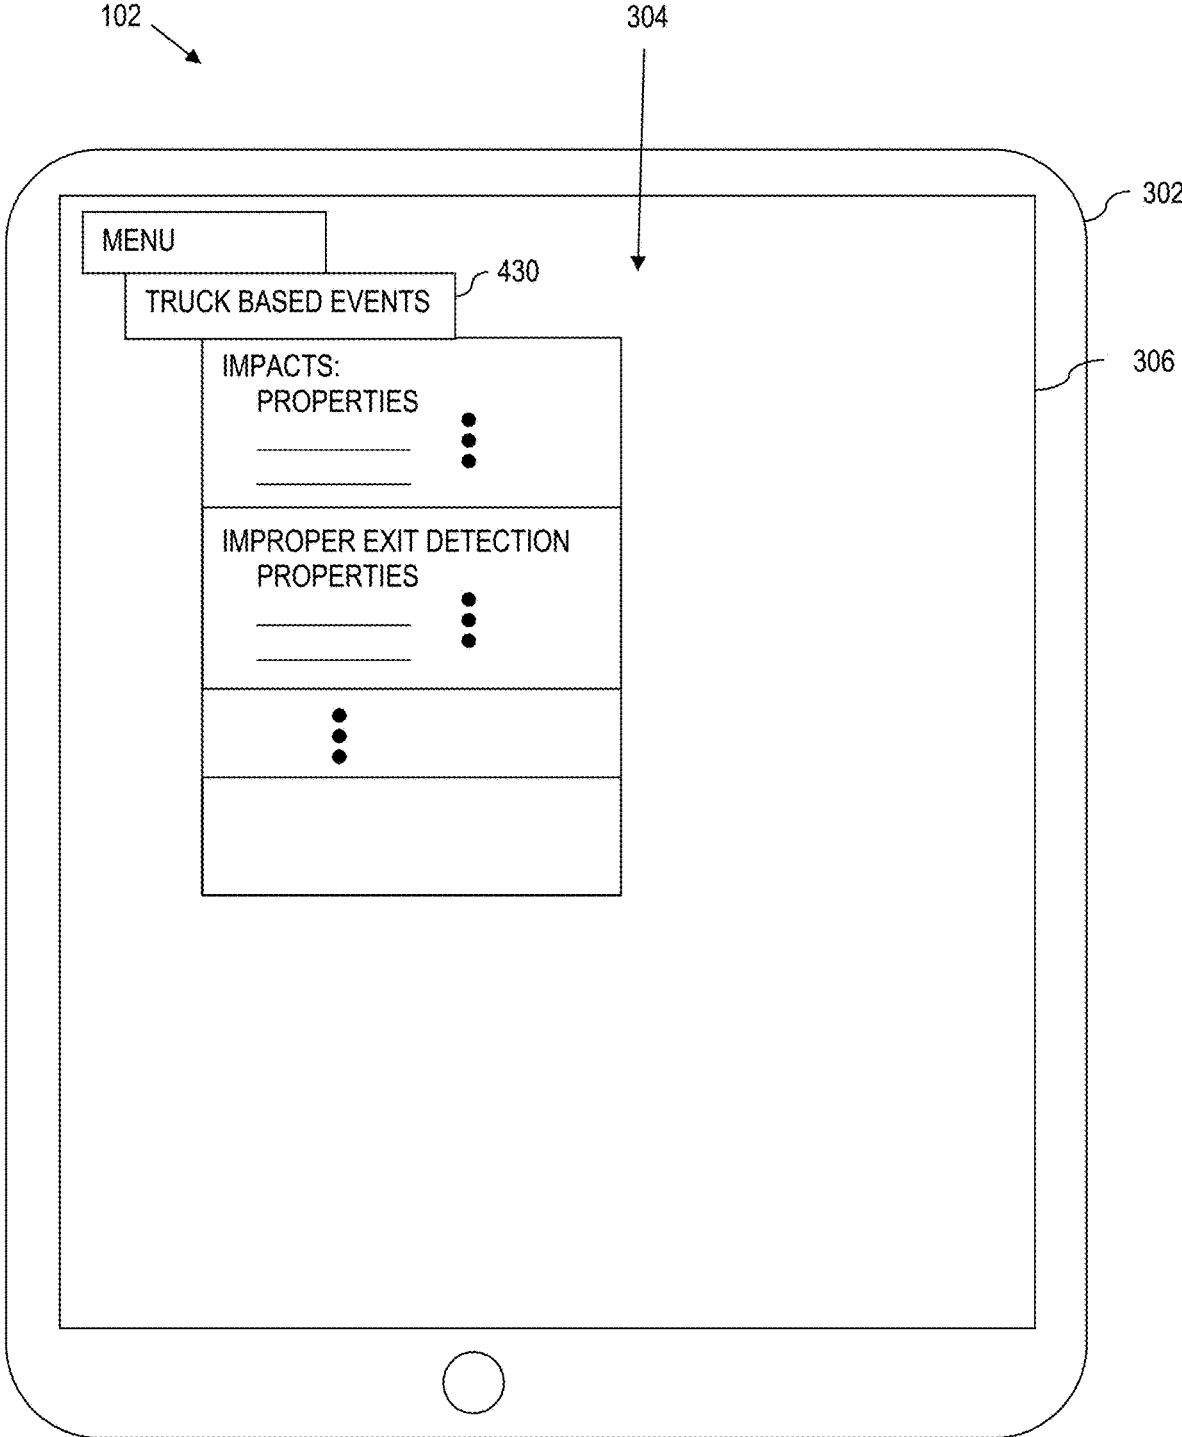 102
304
302
MENU
430
TRUCK BASED EVENTS
306
IMPACTS:
PROPERTIES
IMPROPER EXIT DETECTION
PROPERTIES